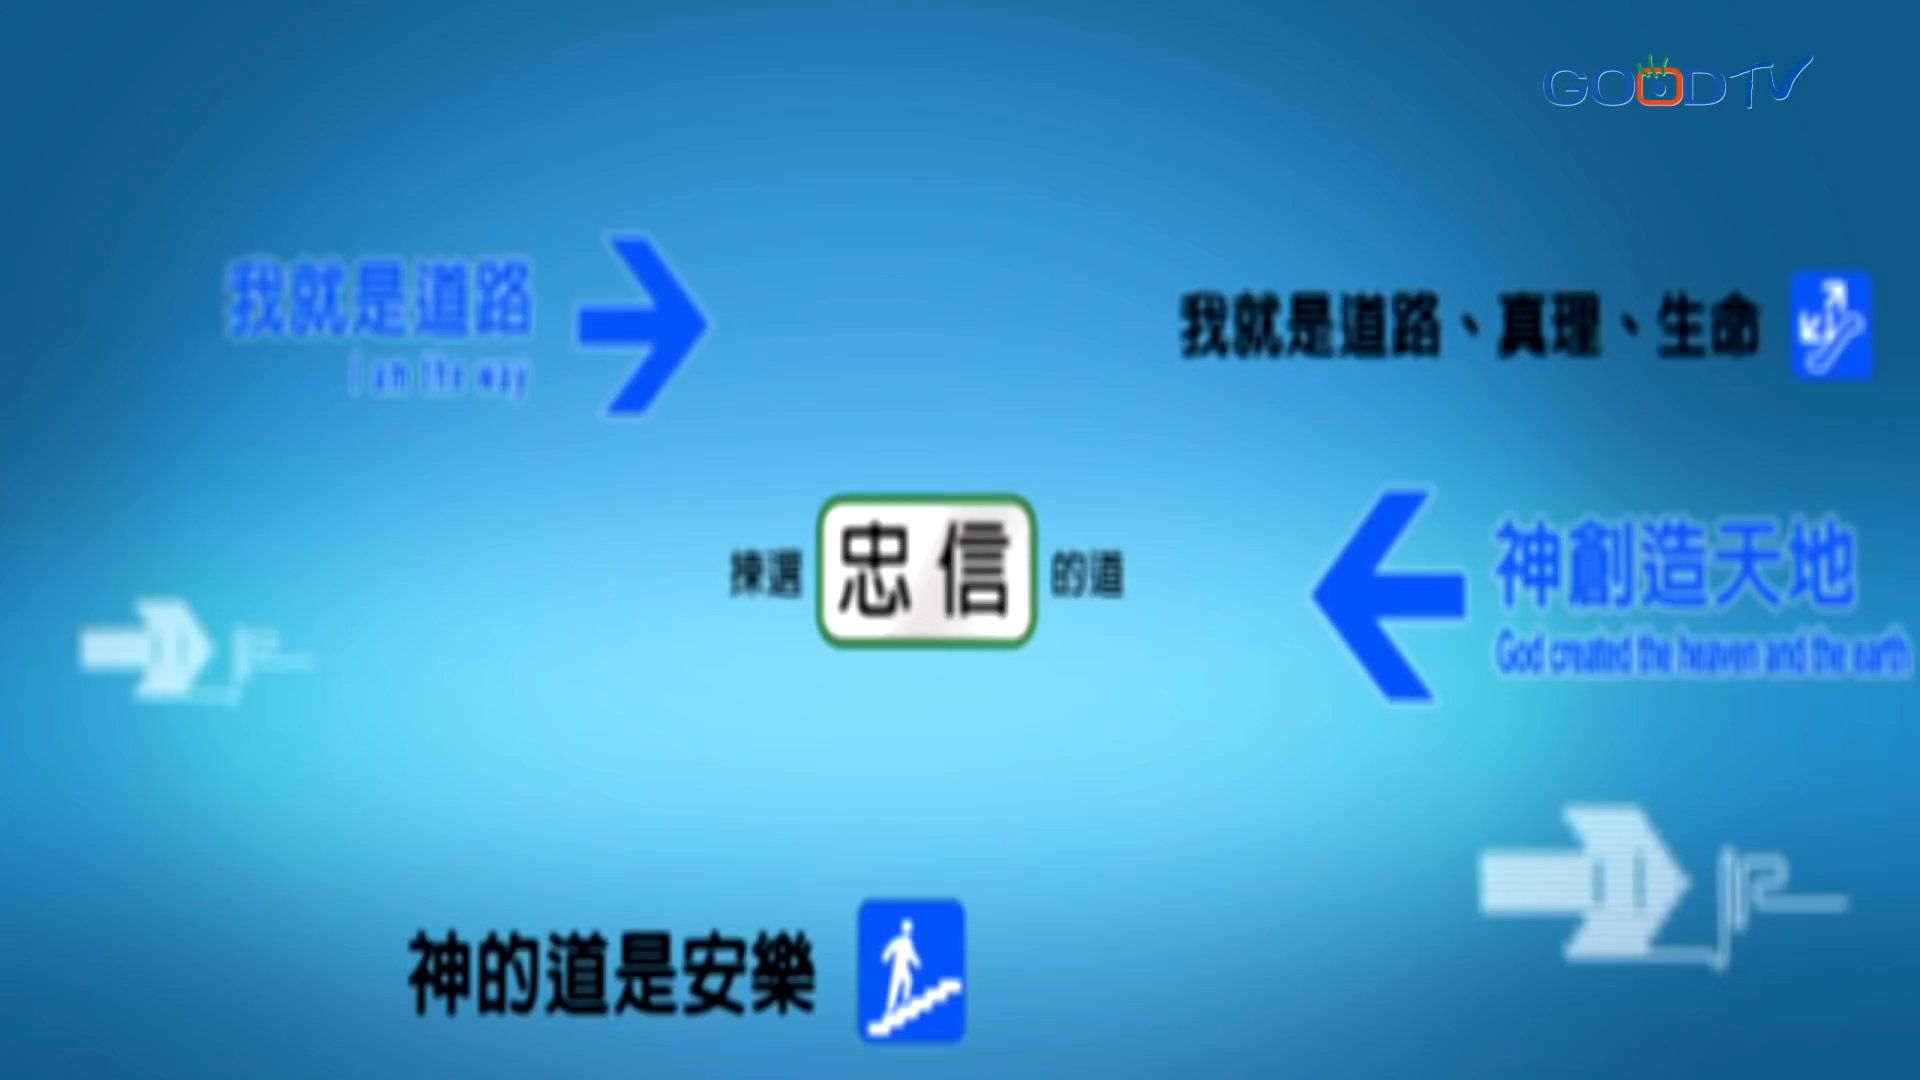 GOODTV
我就是道路
I am the way
我就是道路、真理、生命
揀選 忠信 的道
神創造天地
God created the heaven and the earth
神的道是安樂